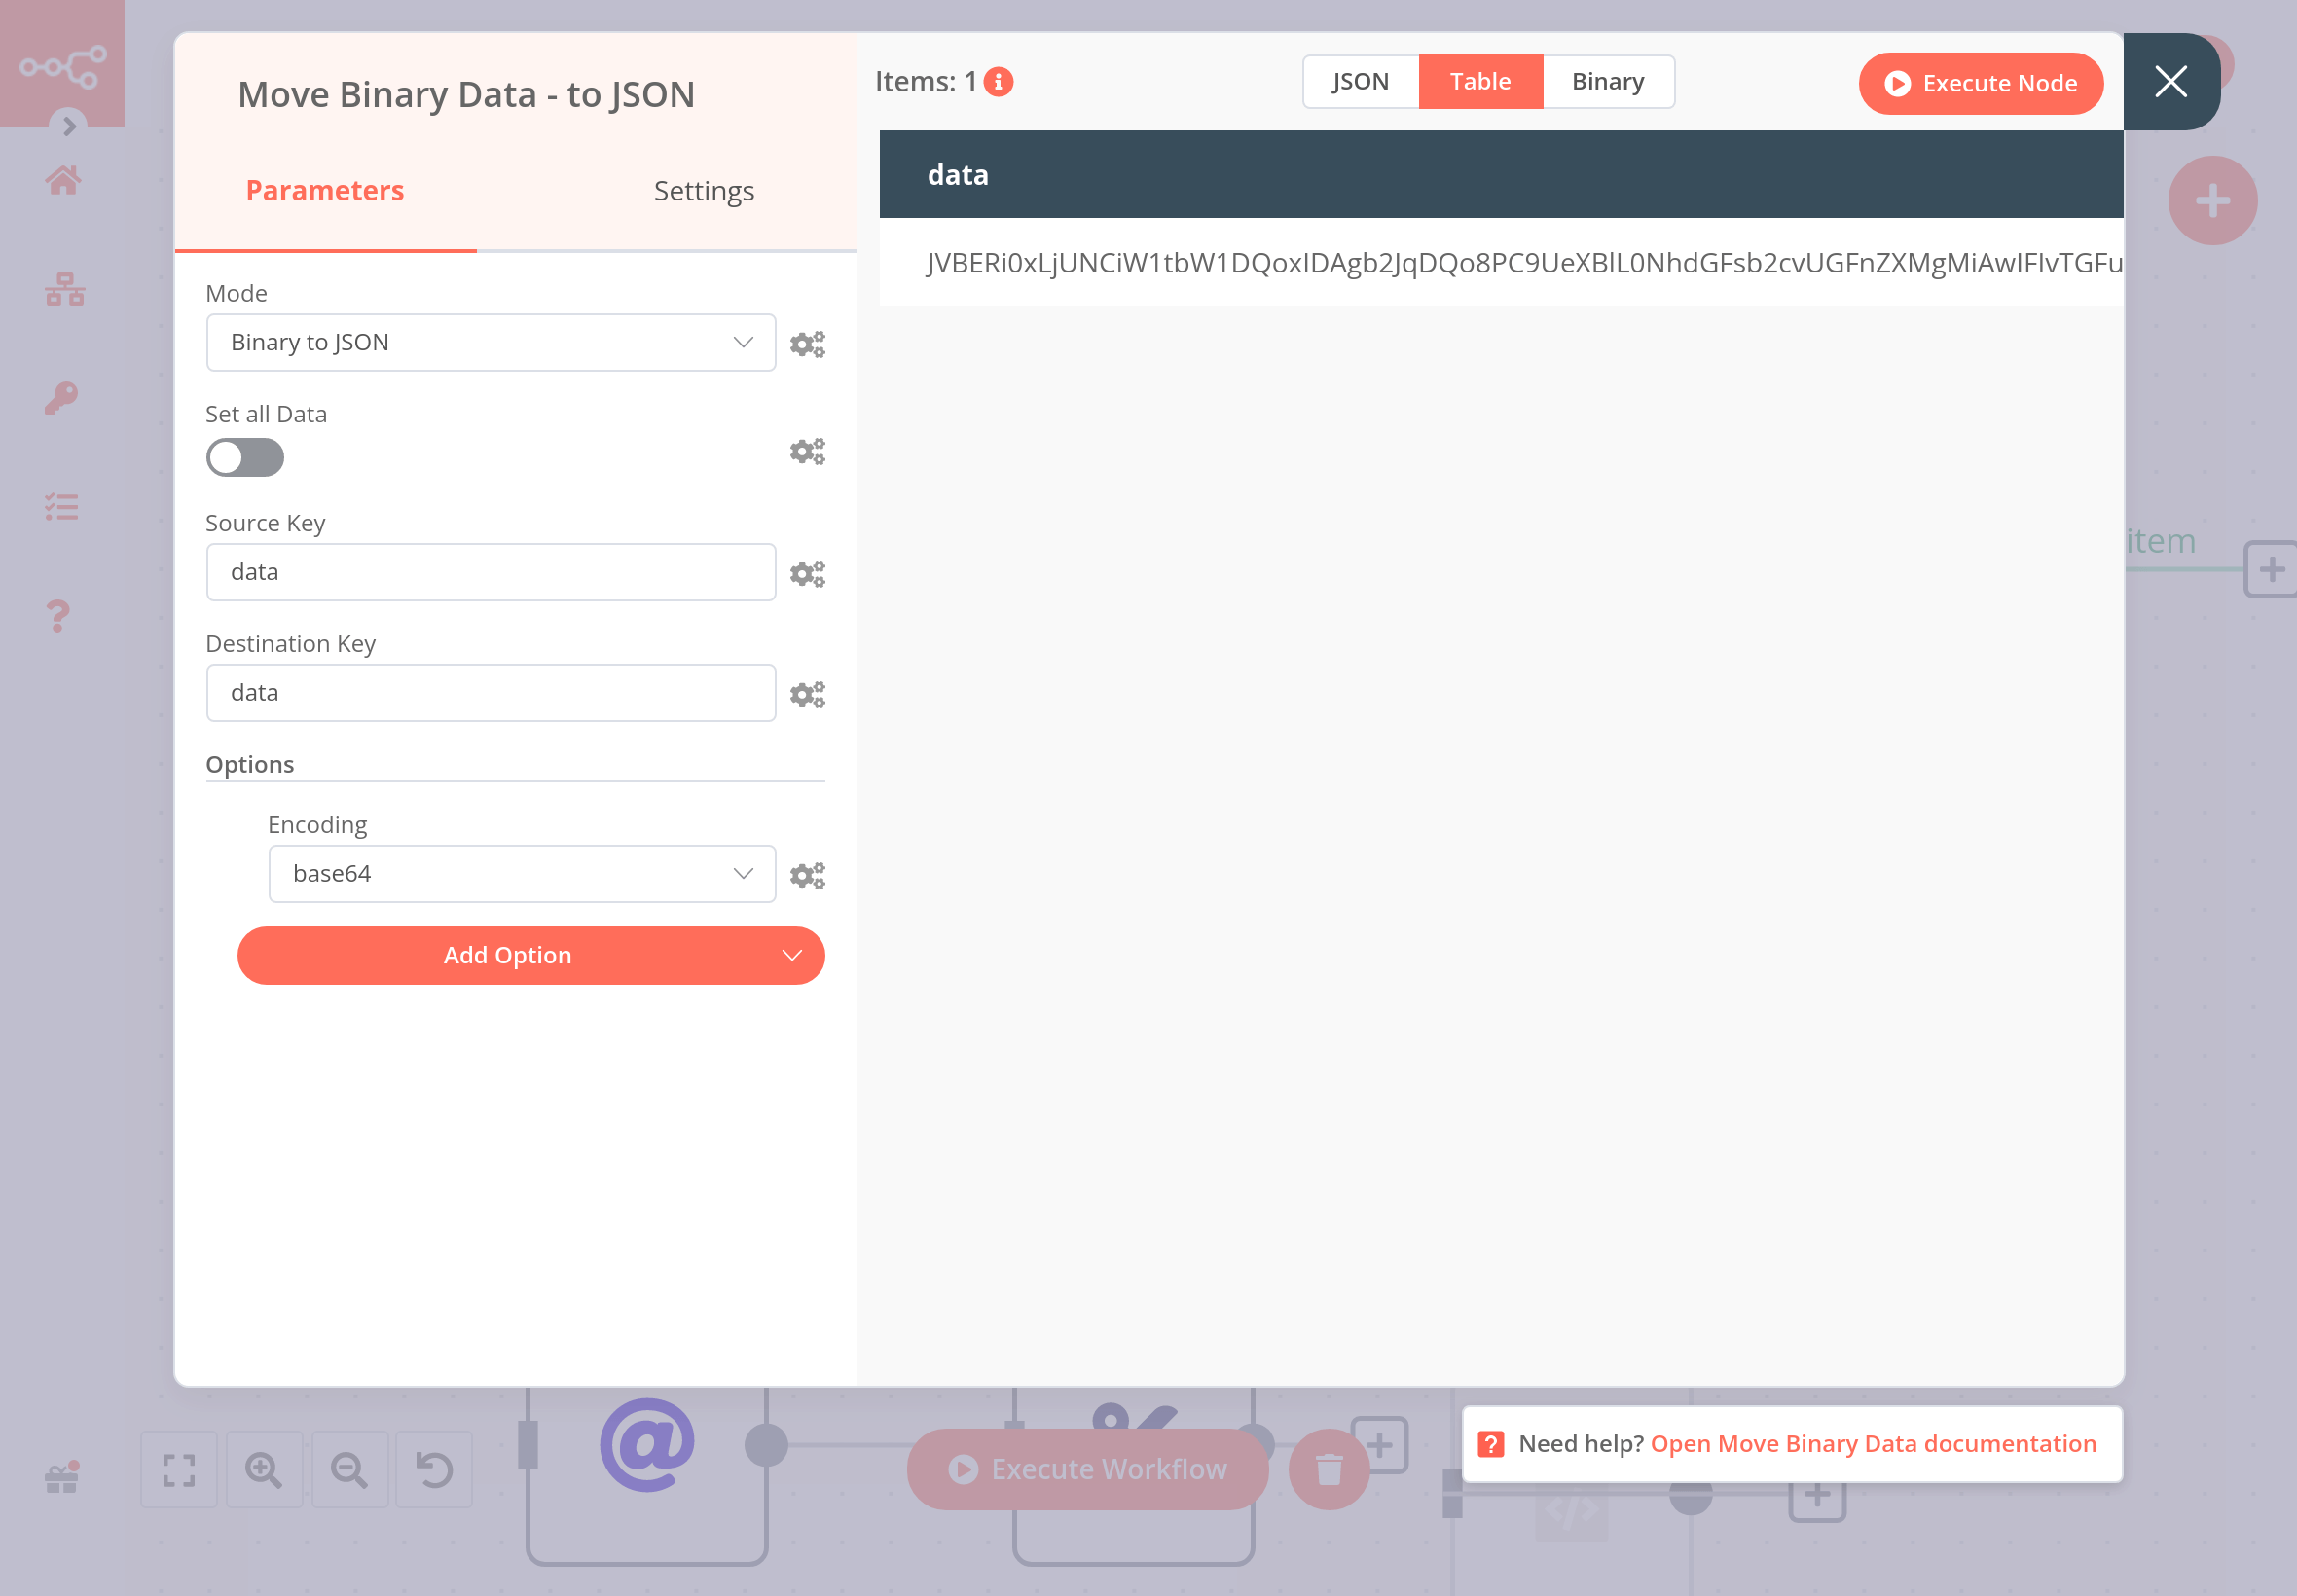 Move Binary Data - to JSON
Parameters
Settings
Mode
Binary to JSON
Set all Data
Source Key
data
Destination Key
data
Options
Encoding
base64
Add Option
Items: 1
JSON
Table
Binary
Execute Node
data
JVBERi0xLjUNCiW1tbW1DQoxIDAgb2JqDQo8PC9UeXBlL0NhdGFsb2cvUGFnZXMgMiAwIFIvTGFu
item
Execute Workflow
Need help? Open Move Binary Data documentation